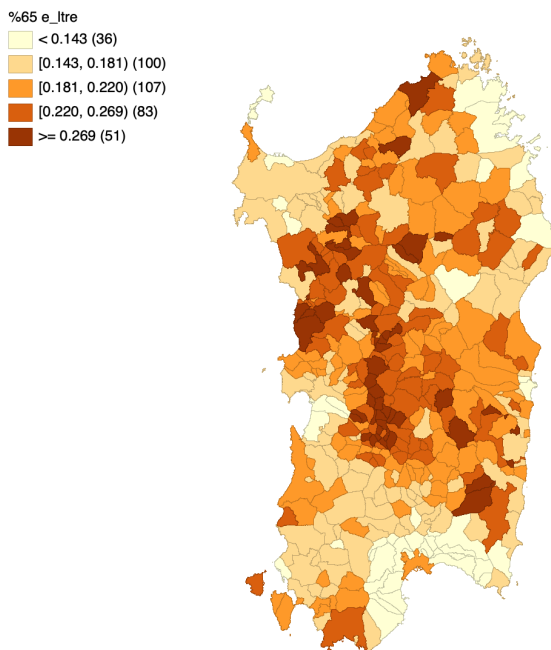 %65 e_ltre
< 0.143 (36)
[0.143, 0.181) (100)
[0.181, 0.220) (107)
[0.220, 0.269) (83)
>= 0.269 (51)